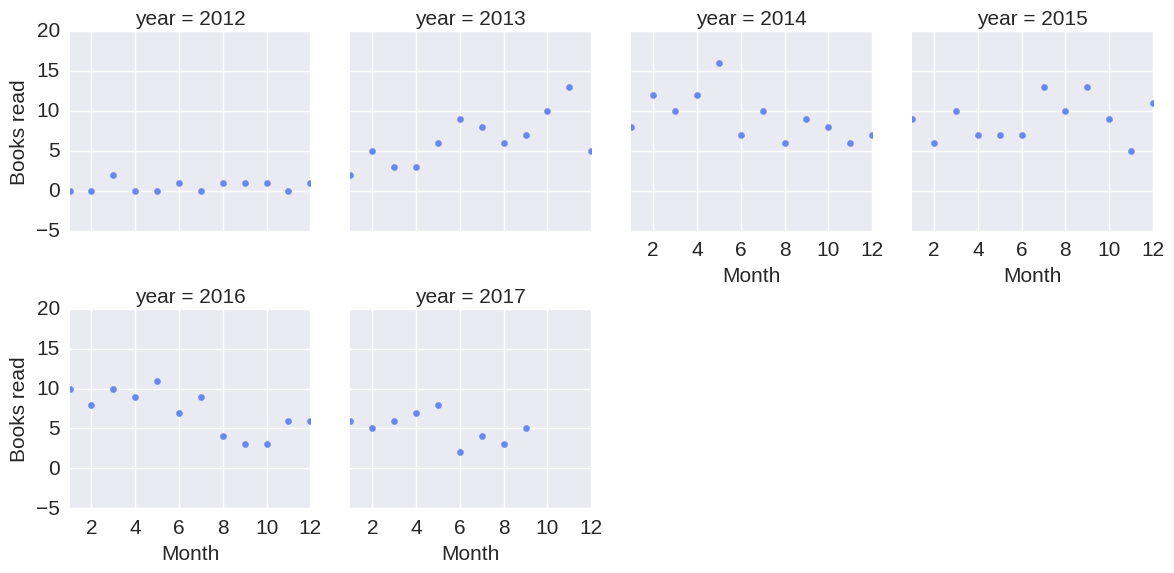 year = 2012
year = 2013
year = 2014
year = 2015
20
15
10
5
0
−5
Books read
2 4 6 8 10 12
2 4 6 8 10 12
Month
Month
year = 2016
year = 2017
20
15
10
5
0
−5
Books read
2 4 6 8 10 12
2 4 6 8 10 12
Month
Month